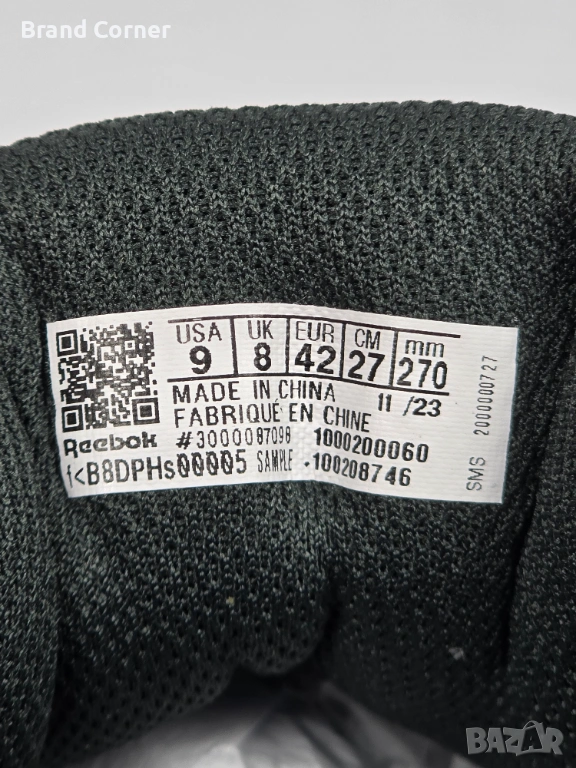 Brand Corner
USA UK EUR CM mm
9 8 42 27 270
MADE IN CHINA 11 /23
FABRIQUÉ EN CHINE
Reebok #3000087098 1000200060
f<B8DPHs00005 SAMPLE 100208746
SMS 2000000727
BAZAR